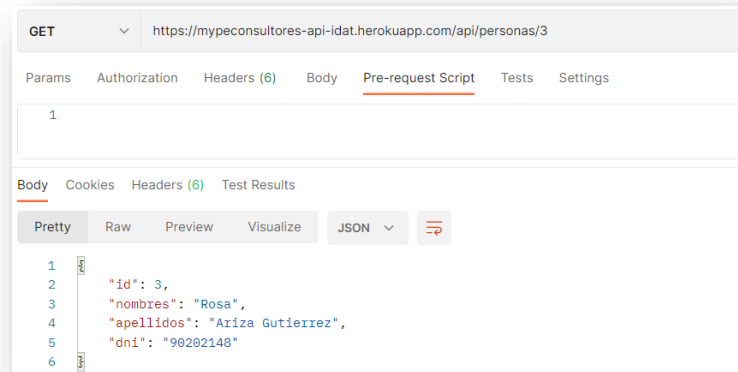 GET https://mypeconsultores-api-idat.herokuapp.com/api/personas/3
Params Authorization Headers (6) Body Pre-request Script Tests Settings
1
Body Cookies Headers (6) Test Results
Pretty Raw Preview Visualize JSON
1 {
2 "id": 3,
3 "nombres": "Rosa",
4 "apellidos": "Ariza Gutierrez",
5 "dni": "90202148"
6 }